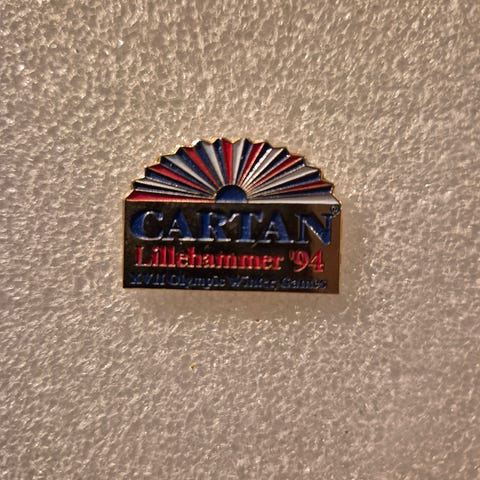 CARTAN®
Lillehammer '94
XVII Olympic Winter Games